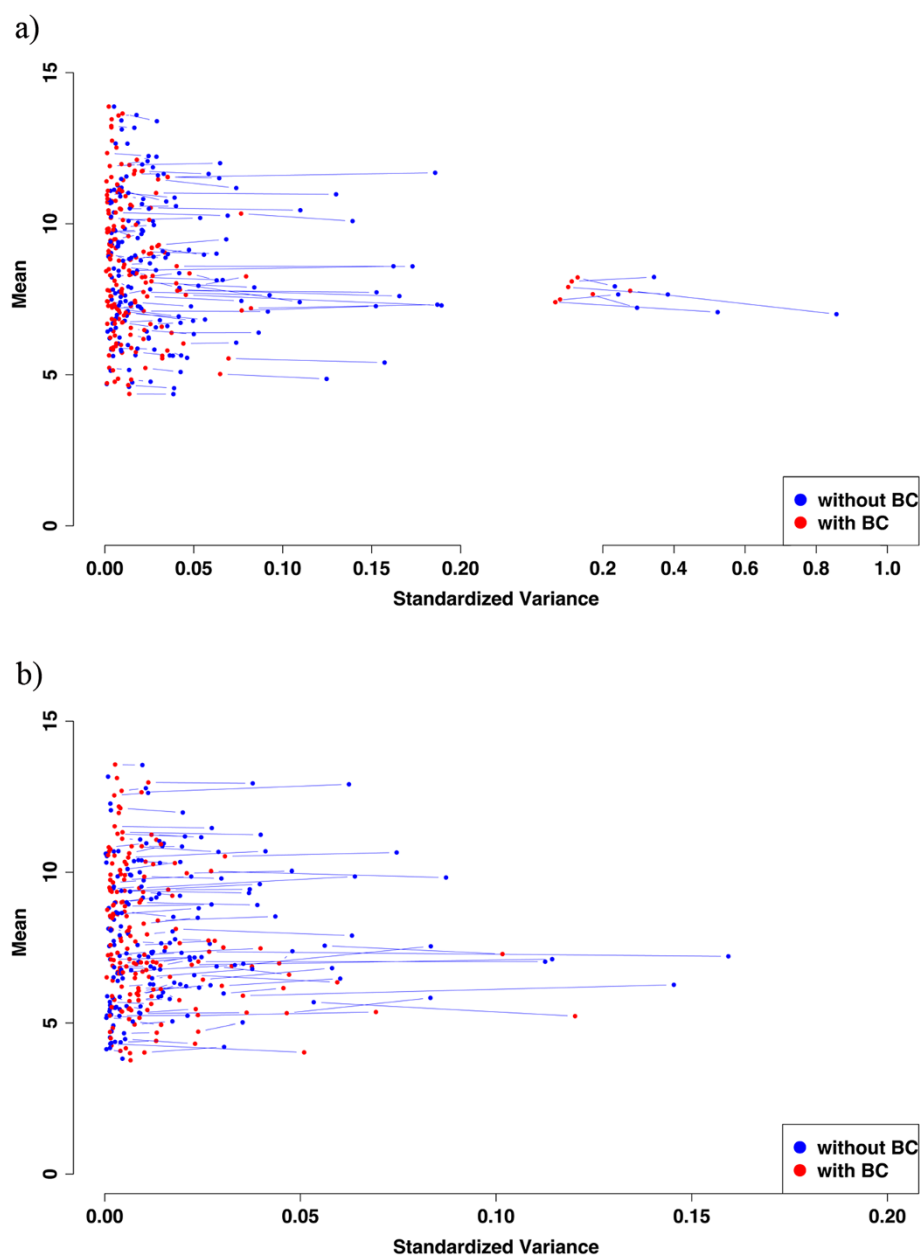 a)
15
10
5
0
Mean
without BC
with BC
0.00 0.05 0.10 0.15 0.20 0.2 0.4 0.6 0.8 1.0
Standardized Variance
b)
15
10
5
0
Mean
without BC
with BC
0.00 0.05 0.10 0.15 0.20
Standardized Variance